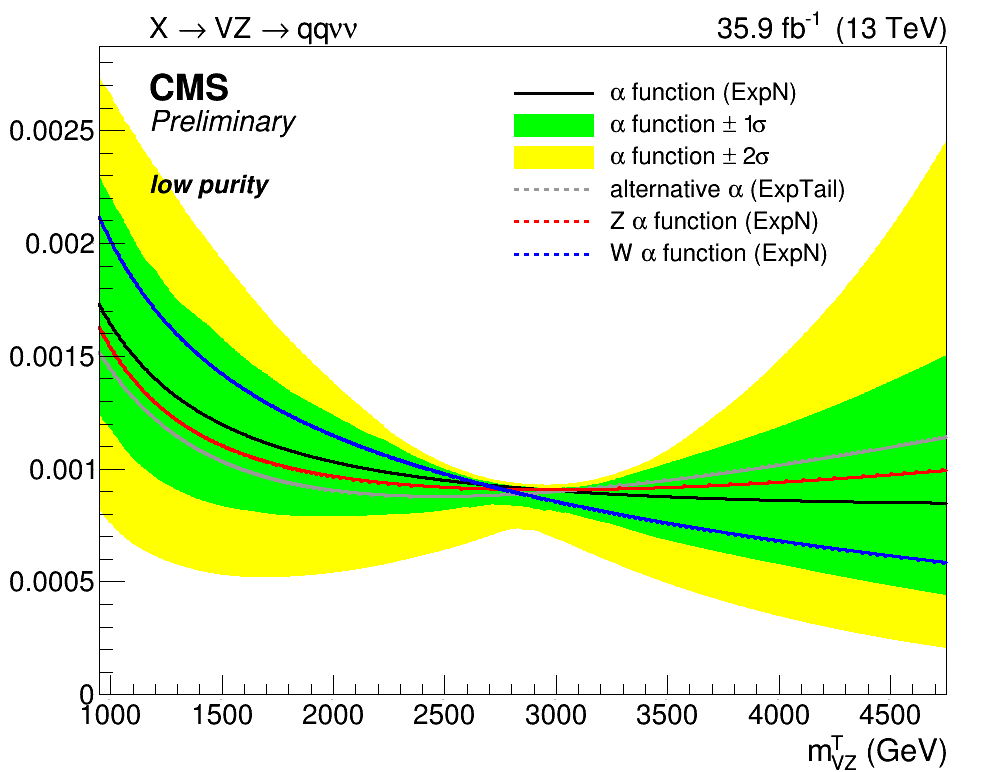 X → VZ → qqνν 35.9 fb⁻¹ (13 TeV)
CMS
Preliminary
low purity
α function (ExpN)
α function ± 1σ
α function ± 2σ
alternative α (ExpTail)
Z α function (ExpN)
W α function (ExpN)
0.0025
0.002
0.0015
0.001
0.0005
0
1000 1500 2000 2500 3000 3500 4000 4500
m^T_VZ (GeV)